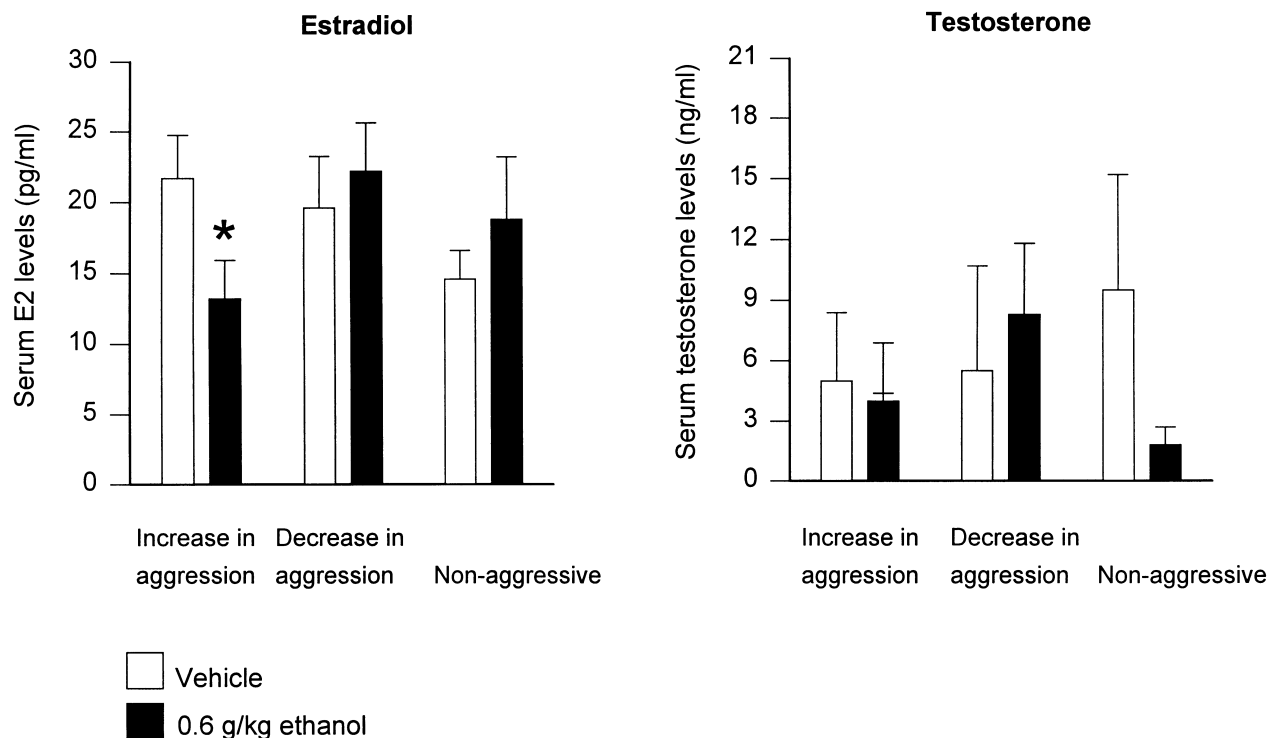 Estradiol
Serum E2 levels (pg/ml)
30
25
20
15
10
5
0
*
Increase in
aggression
Decrease in
aggression
Non-aggressive
Testosterone
Serum testosterone levels (ng/ml)
21
18
15
12
9
6
3
0
Increase in
aggression
Decrease in
aggression
Non-aggressive
Vehicle
0.6 g/kg ethanol